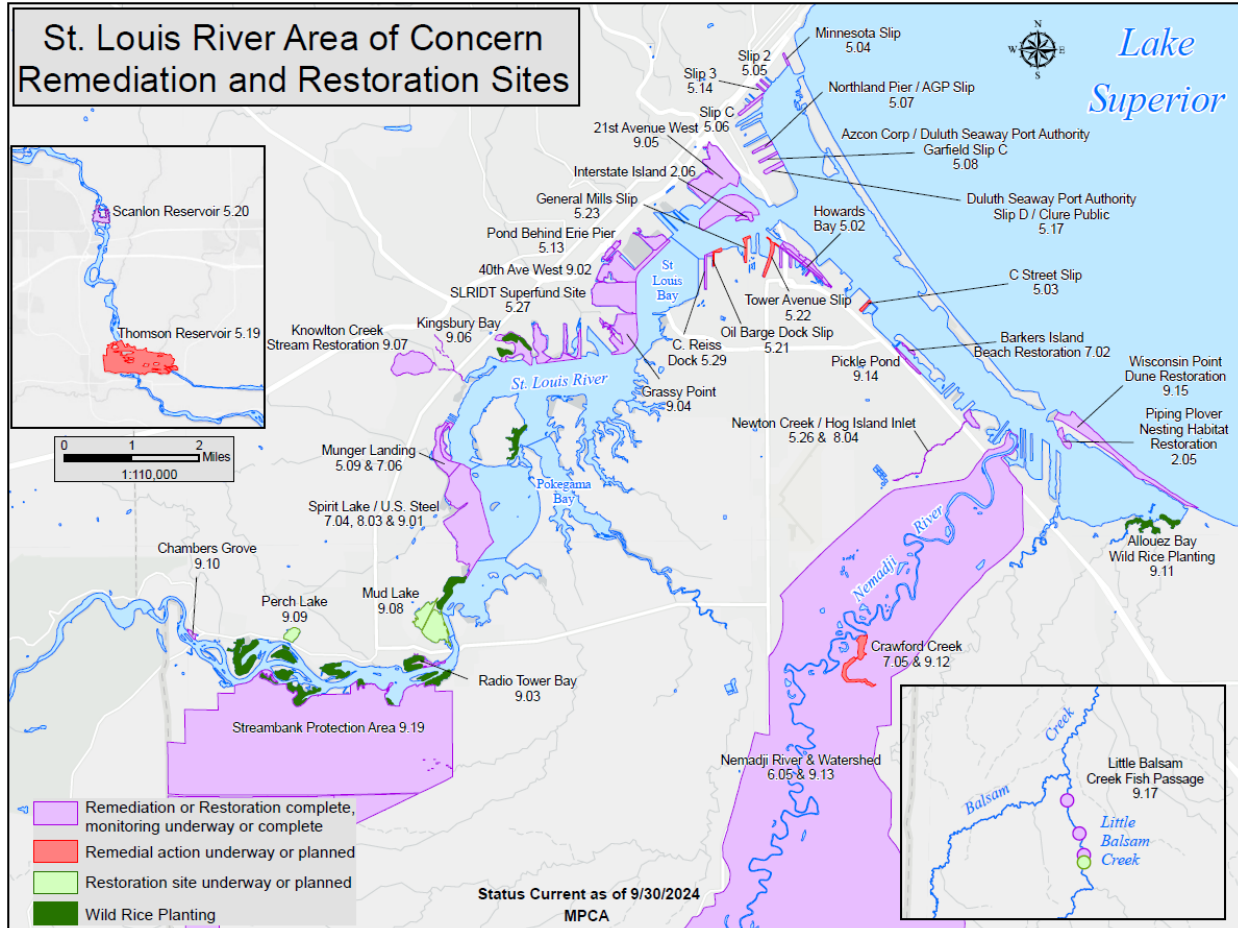 St. Louis River Area of Concern
Remediation and Restoration Sites
Minnesota Slip
5.04
Slip 2
5.05
Slip 3
5.14
N
W
E
S
Lake
Superior
Northland Pier / AGP Slip
5.07
Slip C
5.06
21st Avenue West
9.05
Azcon Corp / Duluth Seaway Port Authority
Garfield Slip C
5.08
Interstate Island 2.06
General Mills Slip
5.23
Duluth Seaway Port Authority
Slip D / Clure Public
5.17
Howards
Bay 5.02
Pond Behind Erie Pier
5.13
40th Ave West 9.02
St
Louis
Bay
SLRIDT Superfund Site
5.27
C Street Slip
5.03
Tower Avenue Slip
5.22
Oil Barge Dock Slip
5.21
C. Reiss
Dock 5.29
Scanlon Reservoir 5.20
Thomson Reservoir 5.19
Knowlton Creek
Stream Restoration 9.07
Kingsbury Bay
9.06
Barkers Island
Beach Restoration 7.02
Pickle Pond
9.14
Wisconsin Point
Dune Restoration
9.15
St. Louis River
Grassy Point
9.04
Piping Plover
Nesting Habitat
Restoration
2.05
Newton Creek / Hog Island Inlet
5.26 & 8.04
0 1 2
Miles
1:110,000
Munger Landing
5.09 & 7.06
Pokegama
Bay
Spirit Lake / U.S. Steel
7.04, 8.03 & 9.01
Nemadji
River
Allouez Bay
Wild Rice Planting
9.11
Chambers Grove
9.10
Perch Lake
9.09
Mud Lake
9.08
Crawford Creek
7.05 & 9.12
Radio Tower Bay
9.03
Streambank Protection Area 9.19
Nemadji River & Watershed
6.05 & 9.13
Balsam
Creek
Little Balsam
Creek Fish Passage
9.17
Little
Balsam
Creek
Remediation or Restoration complete,
monitoring underway or complete
Remedial action underway or planned
Restoration site underway or planned
Wild Rice Planting
Status Current as of 9/30/2024
MPCA